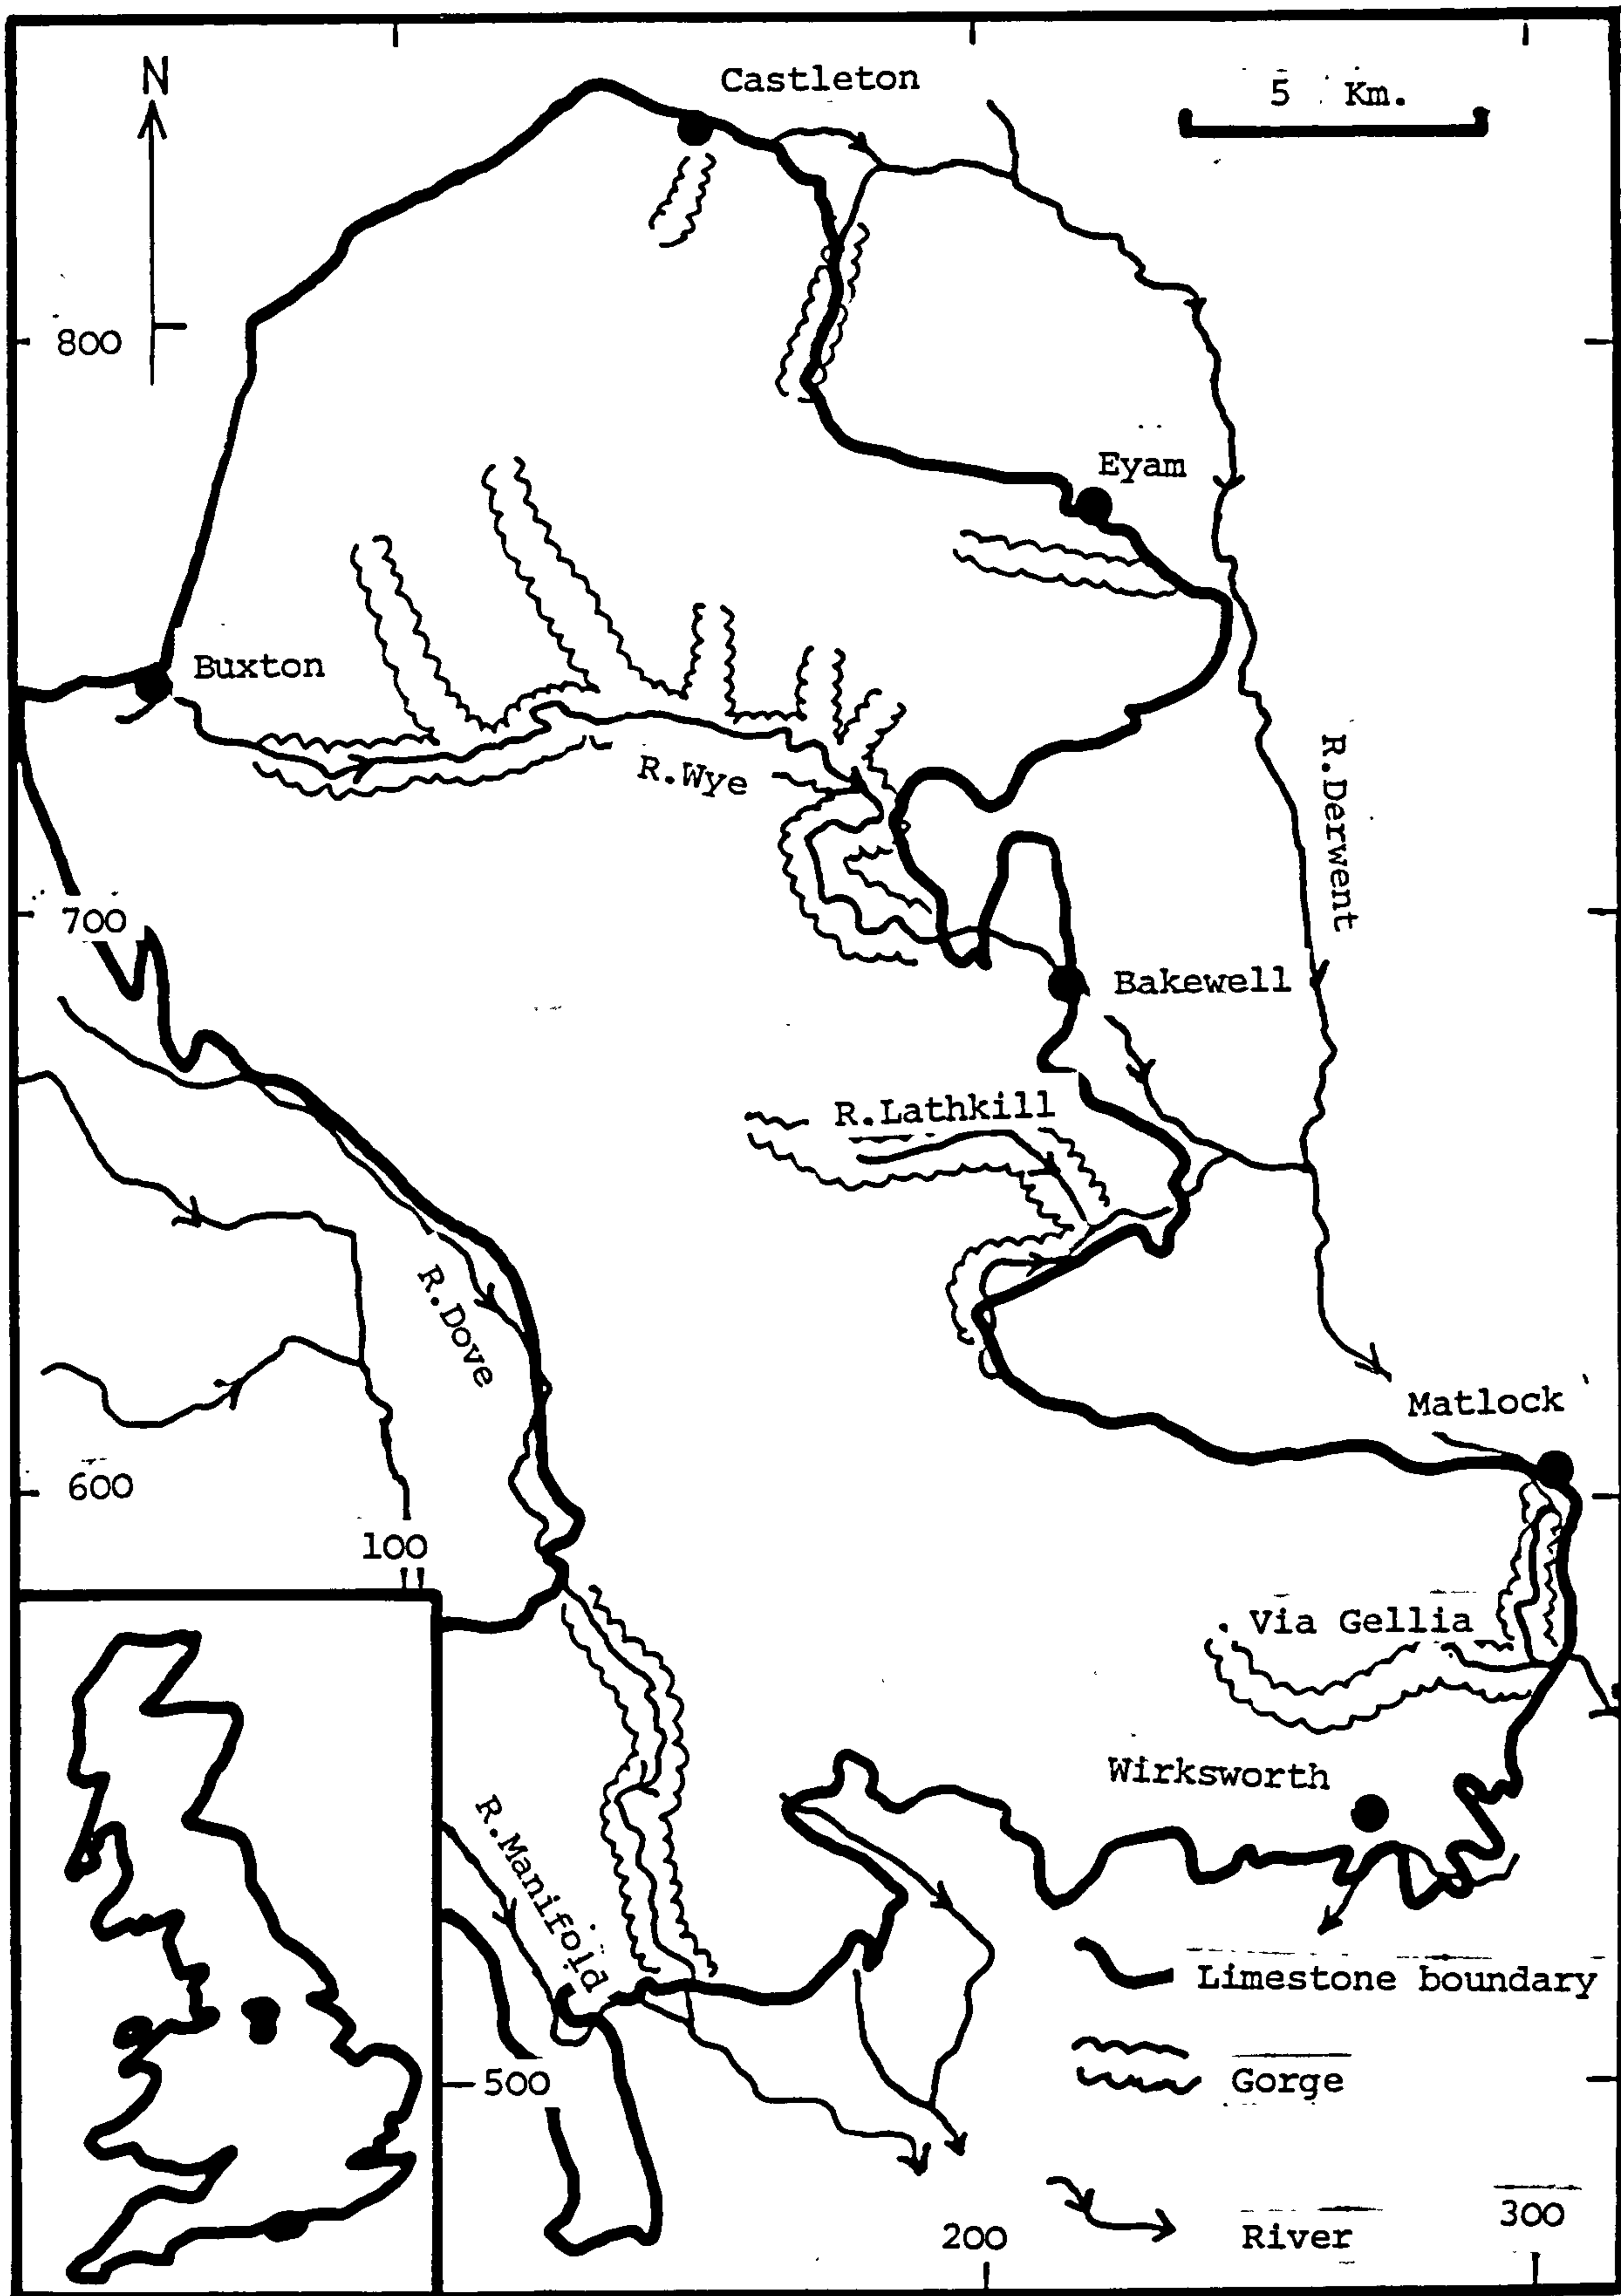 N
Castleton
5 Km.
800
Eyam
Buxton
R.Wye
R.Derwent
700
Bakewell
R.Lathkill
R.Dove
Matlock
600
100
Via Gellia
Wirksworth
R.Manifold
Limestone boundary
500
Gorge
300
200
River